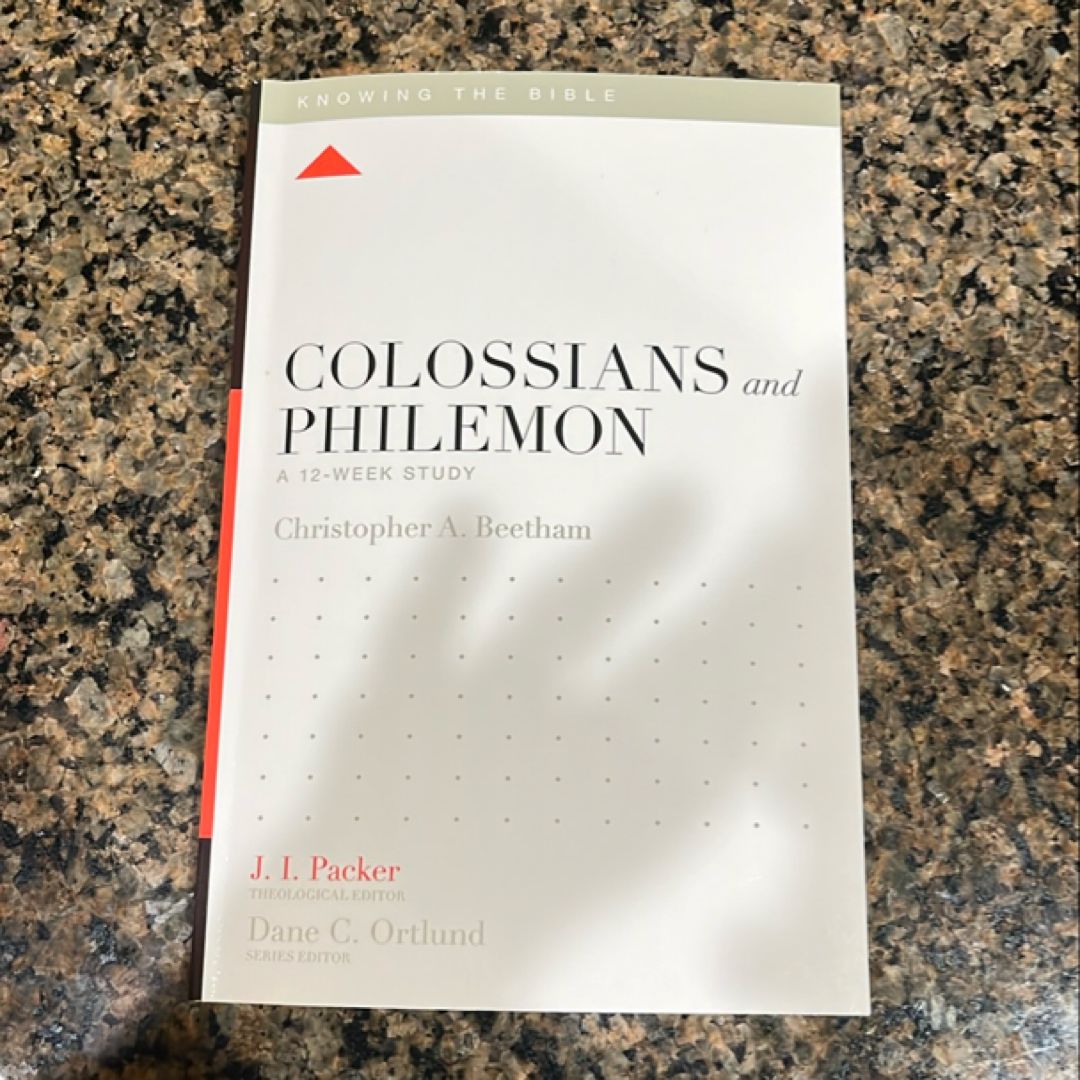 KNOWING THE BIBLE
COLOSSIANS and
PHILEMON
A 12-WEEK STUDY
Christopher A. Beetham
J. I. Packer
THEOLOGICAL EDITOR
Dane C. Ortlund
SERIES EDITOR